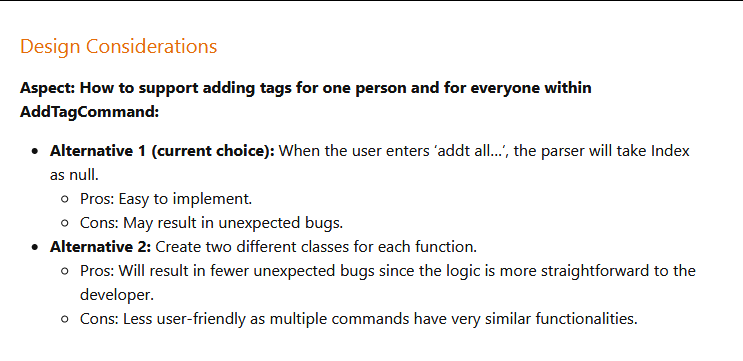 Design Considerations
Aspect: How to support adding tags for one person and for everyone within
AddTagCommand:
• Alternative 1 (current choice): When the user enters ‘addt all…’, the parser will take Index
as null.
◦ Pros: Easy to implement.
◦ Cons: May result in unexpected bugs.
• Alternative 2: Create two different classes for each function.
◦ Pros: Will result in fewer unexpected bugs since the logic is more straightforward to the
developer.
◦ Cons: Less user-friendly as multiple commands have very similar functionalities.